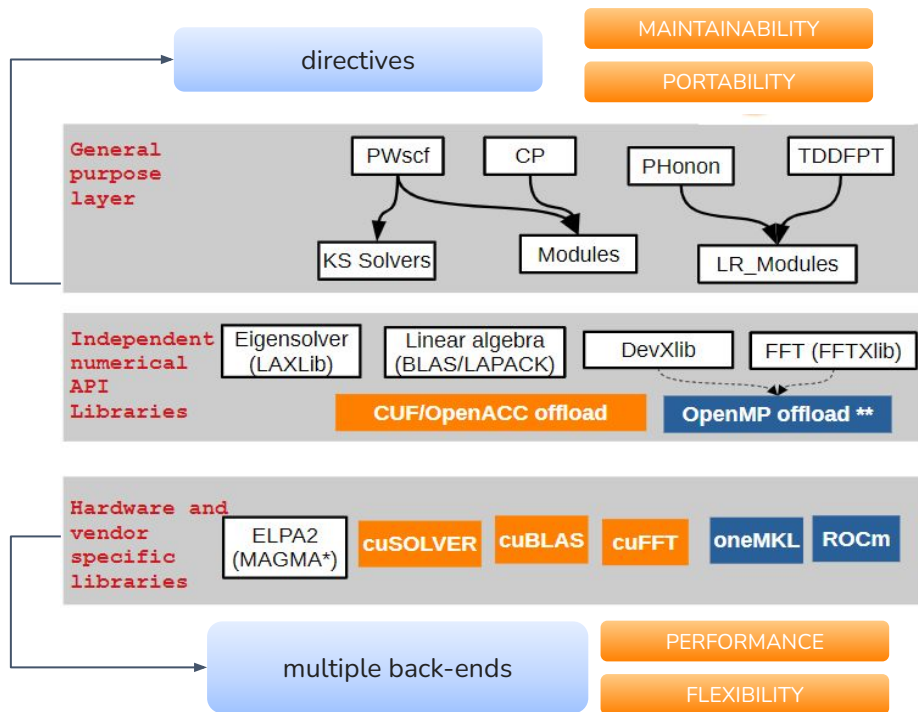 directives
MAINTAINABILITY
PORTABILITY
General
purpose
layer
PWscf
CP
PHonon
TDDFPT
KS Solvers
Modules
LR_Modules
Independent
numerical
API
Libraries
Eigensolver
(LAXLib)
Linear algebra
(BLAS/LAPACK)
DevXlib
FFT (FFTXlib)
CUF/OpenACC offload
OpenMP offload **
Hardware and
vendor
specific
libraries
ELPA2
(MAGMA*)
cuSOLVER
cuBLAS
cuFFT
oneMKL
ROCm
multiple back-ends
PERFORMANCE
FLEXIBILITY